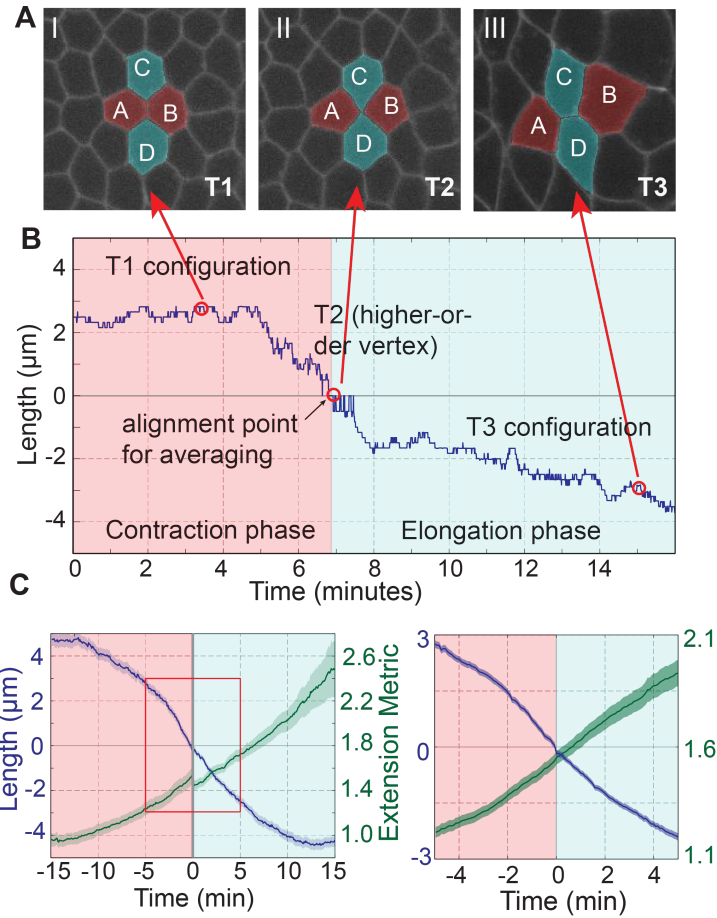 A
I
II
III
C
A
B
D
T1
C
A
B
D
T2
C
B
A
D
T3
B
T1 configuration
T2 (higher-or-
der vertex)
alignment point
for averaging
T3 configuration
Contraction phase
Elongation phase
4
2
0
-2
-4
Length (μm)
0
2
4
6
8
10
12
14
Time (minutes)
C
4
2
0
-2
-4
Length (μm)
2.6
2.2
1.8
1.4
1.0
Extension Metric
-15
-10
-5
0
5
10
15
Time (min)
3
0
-3
2.1
1.6
1.1
-4
-2
0
2
4
Time (min)